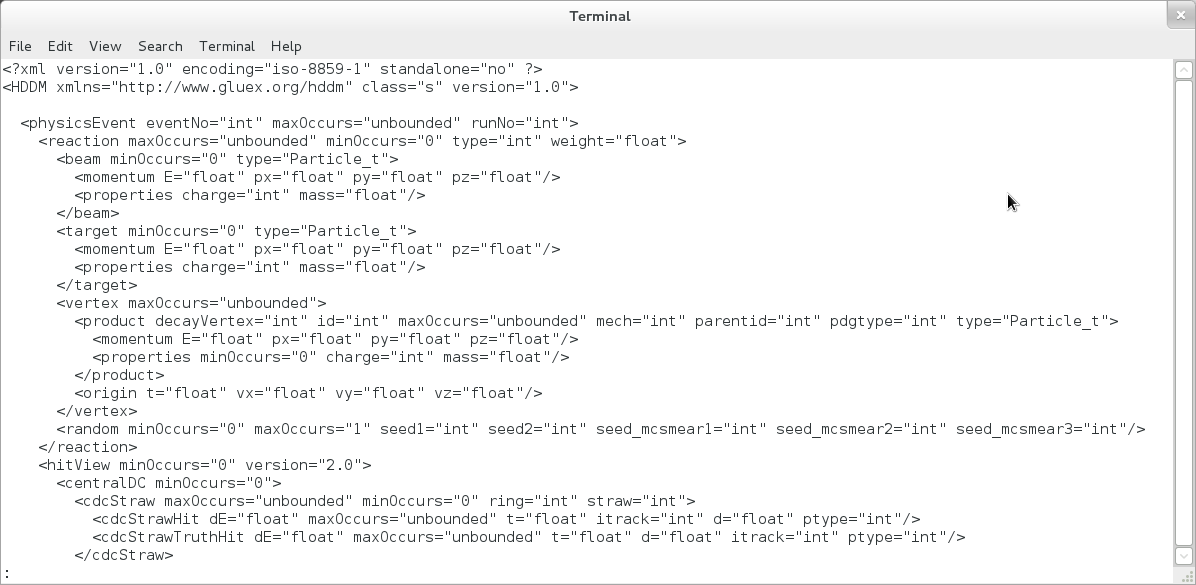 Terminal
File Edit View Search Terminal Help
<?xml version="1.0" encoding="iso-8859-1" standalone="no" ?>
<HDDM xmlns="http://www.gluex.org/hddm" class="s" version="1.0">
<physicsEvent eventNo="int" maxOccurs="unbounded" runNo="int">
<reaction maxOccurs="unbounded" minOccurs="0" type="int" weight="float">
<beam minOccurs="0" type="Particle_t">
<momentum E="float" px="float" py="float" pz="float"/>
<properties charge="int" mass="float"/>
</beam>
<target minOccurs="0" type="Particle_t">
<momentum E="float" px="float" py="float" pz="float"/>
<properties charge="int" mass="float"/>
</target>
<vertex maxOccurs="unbounded">
<product decayVertex="int" id="int" maxOccurs="unbounded" mech="int" parentid="int" pdgtype="int" type="Particle_t">
<momentum E="float" px="float" py="float" pz="float"/>
<properties minOccurs="0" charge="int" mass="float"/>
</product>
<origin t="float" vx="float" vy="float" vz="float"/>
</vertex>
<random minOccurs="0" maxOccurs="1" seed1="int" seed2="int" seed_mcsmear1="int" seed_mcsmear2="int" seed_mcsmear3="int"/>
</reaction>
<hitView minOccurs="0" version="2.0">
<centralDC minOccurs="0">
<cdcStraw maxOccurs="unbounded" minOccurs="0" ring="int" straw="int">
<cdcStrawHit dE="float" maxOccurs="unbounded" t="float" itrack="int" d="float" ptype="int"/>
<cdcStrawTruthHit dE="float" maxOccurs="unbounded" t="float" d="float" itrack="int" ptype="int"/>
</cdcStraw>
: